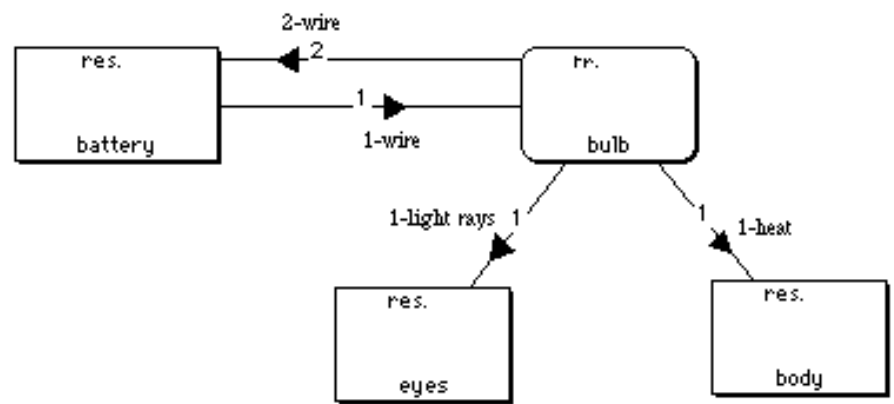 2-wire
res.
2
rr.
1
battery
1-wire
bulb
1-light rays
1
1
1-heat
res.
res.
eyes
body